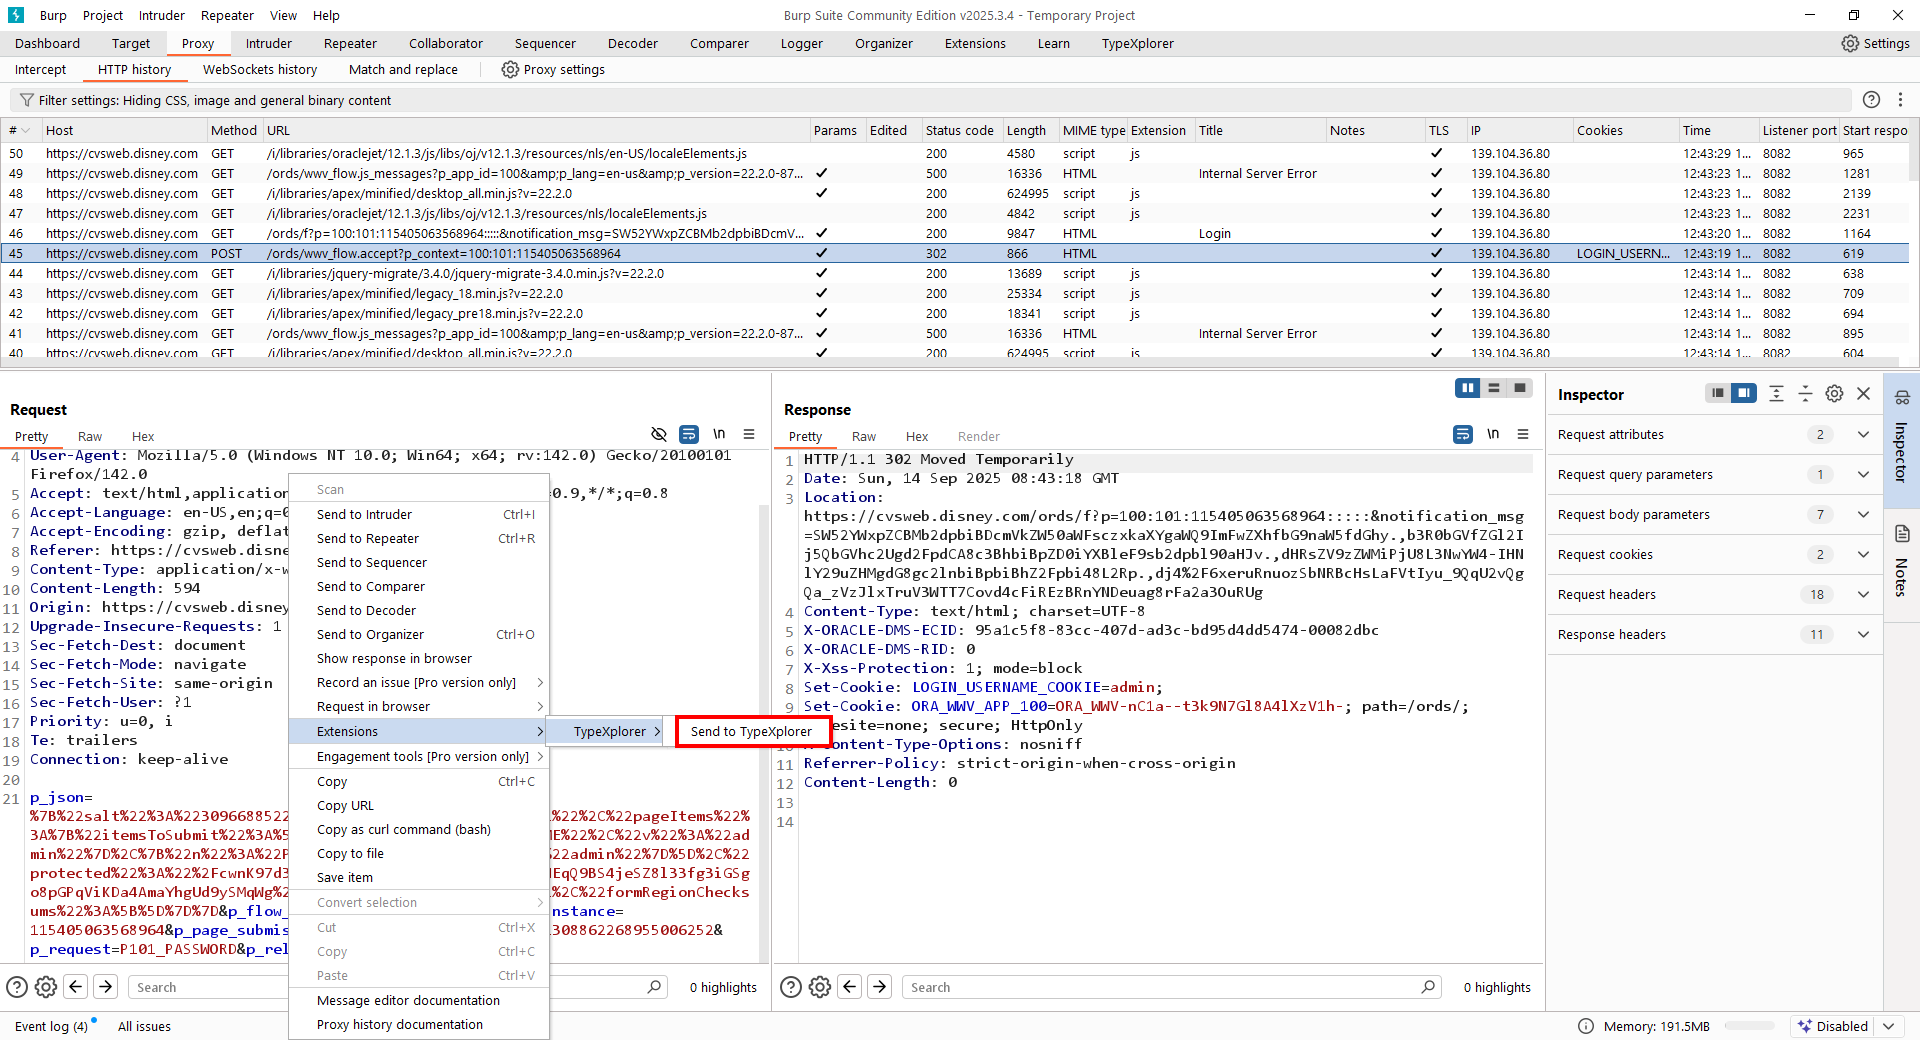 Burp Project Intruder Repeater View Help Burp Suite Community Edition v2025.3.4 - Temporary Project
Dashboard Target Proxy Intruder Repeater Collaborator Sequencer Decoder Comparer Logger Organizer Extensions Learn TypeXplorer Settings
Intercept HTTP history WebSockets history Match and replace Proxy settings
Filter settings: Hiding CSS, image and general binary content
# Host Method URL Params Edited Status code Length MIME type Extension Title Notes TLS IP Cookies Time Listener port Start respo
50 https://cvsweb.disney.com GET /i/libraries/oraclejet/12.1.3/js/libs/oj/v12.1.3/resources/nls/en-US/localeElements.js 200 4580 script js ✓ 139.104.36.80 12:43:29 1... 8082 965
49 https://cvsweb.disney.com GET /ords/wwv_flow.js_messages?p_app_id=100&amp;p_lang=en-us&amp;p_version=22.2.0-87... ✓ 500 16336 HTML Internal Server Error ✓ 139.104.36.80 12:43:23 1... 8082 1281
48 https://cvsweb.disney.com GET /i/libraries/apex/minified/desktop_all.min.js?v=22.2.0 ✓ 200 624995 script js ✓ 139.104.36.80 12:43:23 1... 8082 2139
47 https://cvsweb.disney.com GET /i/libraries/oraclejet/12.1.3/js/libs/oj/v12.1.3/resources/nls/localeElements.js 200 4842 script js ✓ 139.104.36.80 12:43:23 1... 8082 2231
46 https://cvsweb.disney.com GET /ords/f?p=100:101:115405063568964:::::&notification_msg=SW52YWxpZCBMb2dpbiBDcmV... ✓ 200 9847 HTML Login ✓ 139.104.36.80 12:43:20 1... 8082 1164
45 https://cvsweb.disney.com POST /ords/wwv_flow.accept?p_context=100:101:115405063568964 ✓ 302 866 HTML ✓ 139.104.36.80 LOGIN_USERN... 12:43:19 1... 8082 619
44 https://cvsweb.disney.com GET /i/libraries/jquery-migrate/3.4.0/jquery-migrate-3.4.0.min.js?v=22.2.0 ✓ 200 13689 script js ✓ 139.104.36.80 12:43:14 1... 8082 638
43 https://cvsweb.disney.com GET /i/libraries/apex/minified/legacy_18.min.js?v=22.2.0 ✓ 200 25334 script js ✓ 139.104.36.80 12:43:14 1... 8082 709
42 https://cvsweb.disney.com GET /i/libraries/apex/minified/legacy_pre18.min.js?v=22.2.0 ✓ 200 18341 script js ✓ 139.104.36.80 12:43:14 1... 8082 694
41 https://cvsweb.disney.com GET /ords/wwv_flow.js_messages?p_app_id=100&amp;p_lang=en-us&amp;p_version=22.2.0-87... ✓ 500 16336 HTML Internal Server Error ✓ 139.104.36.80 12:43:14 1... 8082 895
40 https://cvsweb.disney.com GET /i/libraries/apex/minified/desktop_all.min.js?v=22.2.0 ✓ 200 624995 script js ✓ 139.104.36.80 12:43:14 1... 8082 604
Request
Pretty Raw Hex
\n
4 User-Agent: Mozilla/5.0 (Windows NT 10.0; Win64; x64; rv:142.0) Gecko/20100101
Firefox/142.0
5 Accept: text/html,application =0.9,*/*;q=0.8
6 Accept-Language: en-US,en;q=0
7 Accept-Encoding: gzip, deflat
8 Referer: https://cvsweb.disne
9 Content-Type: application/x-w
10 Content-Length: 594
11 Origin: https://cvsweb.disney
12 Upgrade-Insecure-Requests: 1
13 Sec-Fetch-Dest: document
14 Sec-Fetch-Mode: navigate
15 Sec-Fetch-Site: same-origin
16 Sec-Fetch-User: ?1
17 Priority: u=0, i
18 Te: trailers
19 Connection: keep-alive
20
21 p_json=
%7B%22salt%22%3A%22309668852 %22%2C%22pageItems%22%
3A%7B%22itemsToSubmit%22%3A%5 ME%22%2C%22v%22%3A%22ad
min%22%7D%2C%7B%22n%22%3A%22P %22admin%22%7D%5D%2C%22
protected%22%3A%22%2FcwnK97d3 EqQ9BS4jeSZ8l33fg3iGSg
o8pGPqViKDa4AmaYhgUd9ySMqWg%2 %2C%22formRegionChecks
ums%22%3A%5B%5D%7D%7D&p_flow_ nstance=
115405063568964&p_page_submis 308862268955006252&
p_request=P101_PASSWORD&p_rel
Scan
Send to Intruder Ctrl+I
Send to Repeater Ctrl+R
Send to Sequencer
Send to Comparer
Send to Decoder
Send to Organizer Ctrl+O
Show response in browser
Record an issue [Pro version only]
Request in browser
Extensions
TypeXplorer
Send to TypeXplorer
Engagement tools [Pro version only]
Copy Ctrl+C
Copy URL
Copy as curl command (bash)
Copy to file
Save item
Convert selection
Cut Ctrl+X
Copy Ctrl+C
Paste Ctrl+V
Message editor documentation
Proxy history documentation
Search 0 highlights
Response
Pretty Raw Hex Render
\n
1 HTTP/1.1 302 Moved Temporarily
2 Date: Sun, 14 Sep 2025 08:43:18 GMT
3 Location:
https://cvsweb.disney.com/ords/f?p=100:101:115405063568964:::::&notification_msg
=SW52YWxpZCBMb2dpbiBDcmVkZW50aWFsczxkaXYgaWQ9ImFwZXhfbG9naW5fdGhy.,b3R0bGVfZGl2I
j5QbGVhc2Ugd2FpdCA8c3BhbiBpZD0iYXBleF9sb2dpbl90aHJv.,dHRsZV9zZWMiPjU8L3NwYW4-IHN
lY29uZHMgdG8gc2lnbiBpbiBhZ2Fpbi48L2Rp.,dj4%2F6xeruRnuozSbNRBcHsLaFVtIyu_9QqU2vQg
Qa_zVzJlxTruV3WTT7Covd4cFiREzBRnYNDeuag8rFa2a3OuRUg
4 Content-Type: text/html; charset=UTF-8
5 X-ORACLE-DMS-ECID: 95a1c5f8-83cc-407d-ad3c-bd95d4dd5474-00082dbc
6 X-ORACLE-DMS-RID: 0
7 X-Xss-Protection: 1; mode=block
8 Set-Cookie: LOGIN_USERNAME_COOKIE=admin;
9 Set-Cookie: ORA_WWV_APP_100=ORA_WWV-nC1a--t3k9N7Gl8A4lXzV1h-; path=/ords/;
esite=none; secure; HttpOnly
10 X-Content-Type-Options: nosniff
11 Referrer-Policy: strict-origin-when-cross-origin
12 Content-Length: 0
13
14
Search 0 highlights
Inspector
Request attributes 2
Request query parameters 1
Request body parameters 7
Request cookies 2
Request headers 18
Response headers 11
Inspector
Notes
Event log (4) All issues Memory: 191.5MB Disabled